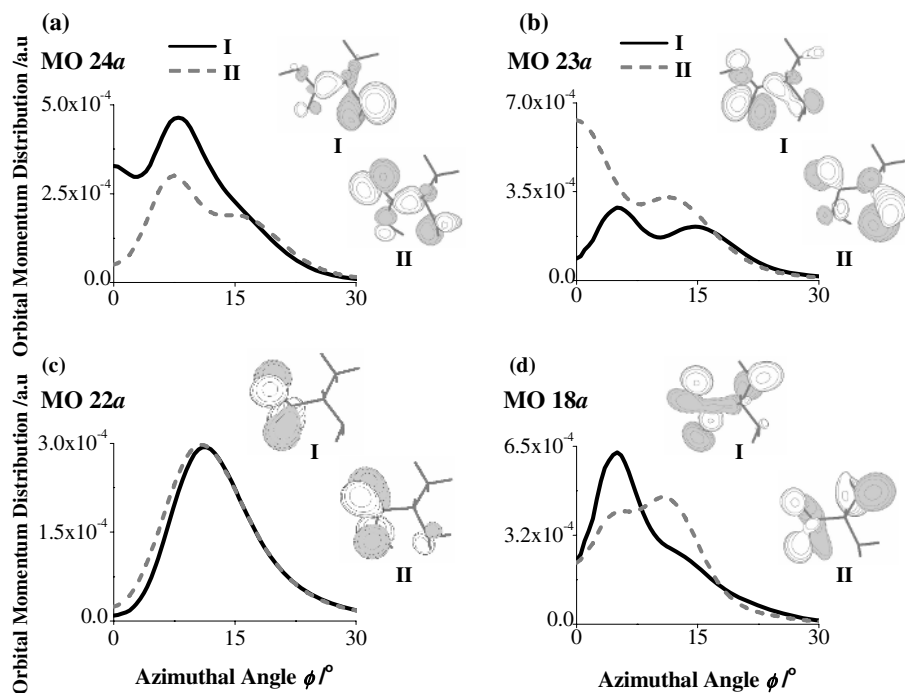 (a)
MO 24a
I
II
5.0x10-4
2.5x10-4
0.0
0
15
30
I
II
(b)
MO 23a
I
II
7.0x10-4
3.5x10-4
0.0
0
15
30
I
II
Orbital Momentum Distribution /a.u
(c)
MO 22a
3.0x10-4
1.5x10-4
0.0
0
15
30
I
II
(d)
MO 18a
6.5x10-4
3.2x10-4
0.0
0
15
30
I
II
Orbital Momentum Distribution /a.u
Azimuthal Angle ϕ /°
Azimuthal Angle ϕ /°